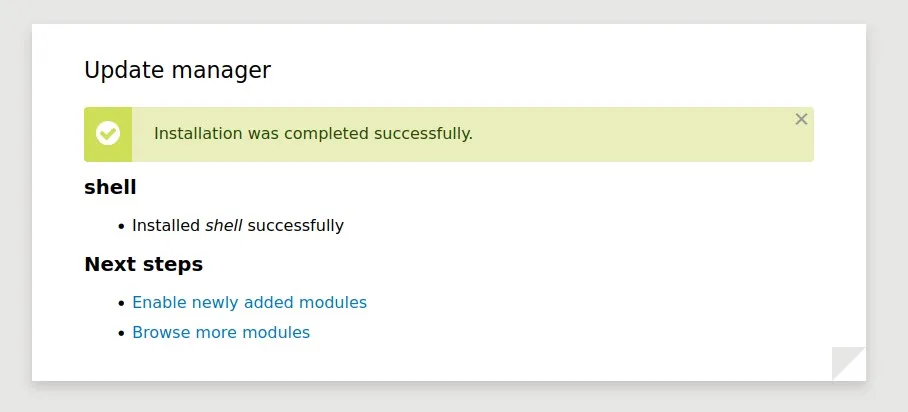 Update manager
Installation was completed successfully.
shell
Installed shell successfully
Next steps
Enable newly added modules
Browse more modules